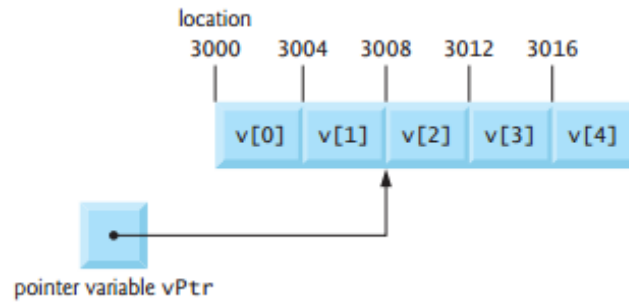 location
3000 3004 3008 3012 3016
v[0] v[1] v[2] v[3] v[4]
pointer variable vPtr